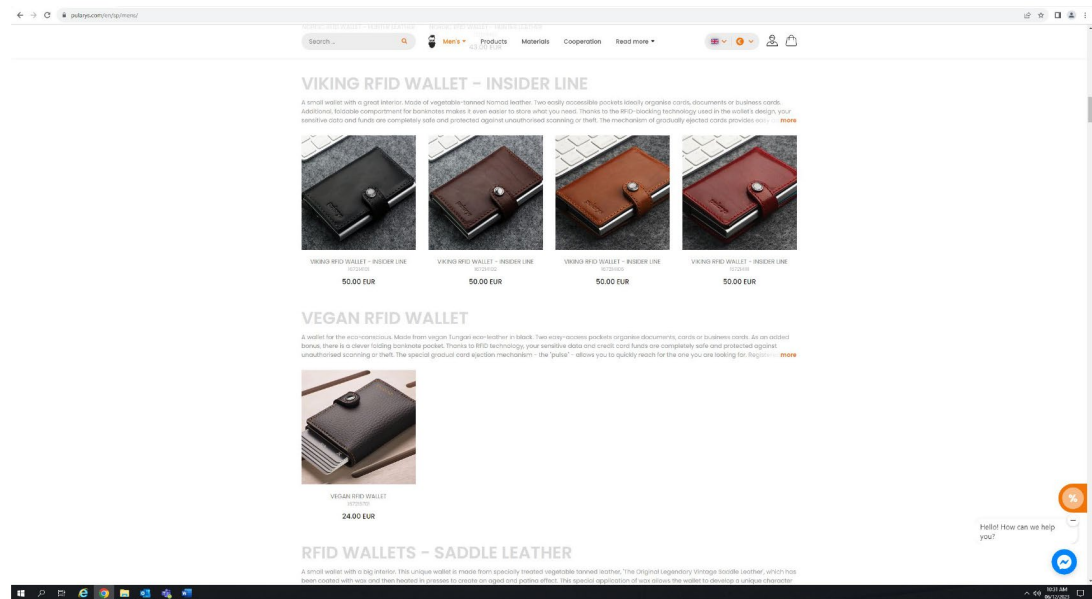 pularys.com/en/sp/mens/
Search ...
Men's
Products
Materials
Cooperation
Read more
43.00 EUR
VIKING RFID WALLET - INSIDER LINE
A small wallet with a great interior. Made of vegetable-tanned Nomad leather. Two easily accessible pockets ideally organise cards, documents or business cards.
Additional, foldable compartment for banknotes makes it even easier to store what you need. Thanks to the RFID-blocking technology used in the wallet's design, your
sensitive data and funds are completely safe and protected against unauthorised scanning or theft. The mechanism of gradually ejected cards provides easy more
VIKING RFID WALLET - INSIDER LINE
VIKING RFID WALLET - INSIDER LINE
VIKING RFID WALLET - INSIDER LINE
VIKING RFID WALLET - INSIDER LINE
50.00 EUR
50.00 EUR
50.00 EUR
50.00 EUR
VEGAN RFID WALLET
A wallet for the eco-conscious. Made from vegan Tungari eco-leather in black. Two easy-access pockets organise documents, cards or business cards. As an added
bonus, there is a clever folding banknote pocket. Thanks to RFID technology, your sensitive data and credit card funds are completely safe and protected against
unauthorised scanning or theft. The special gradual card ejection mechanism - the 'pulse' - allows you to quickly reach for the one you are looking for. more
VEGAN RFID WALLET
24.00 EUR
%
Hello! How can we help
you?
RFID WALLETS - SADDLE LEATHER
A small wallet with a big interior. This unique wallet is made from specially treated vegetable tanned leather, 'The Original Legendary Vintage Saddle Leather', which has
been coated with wax and then heated in presses to create an aged and patina effect. This special application of wax allows the wallet to develop a unique character
10:31 AM
06/12/2023